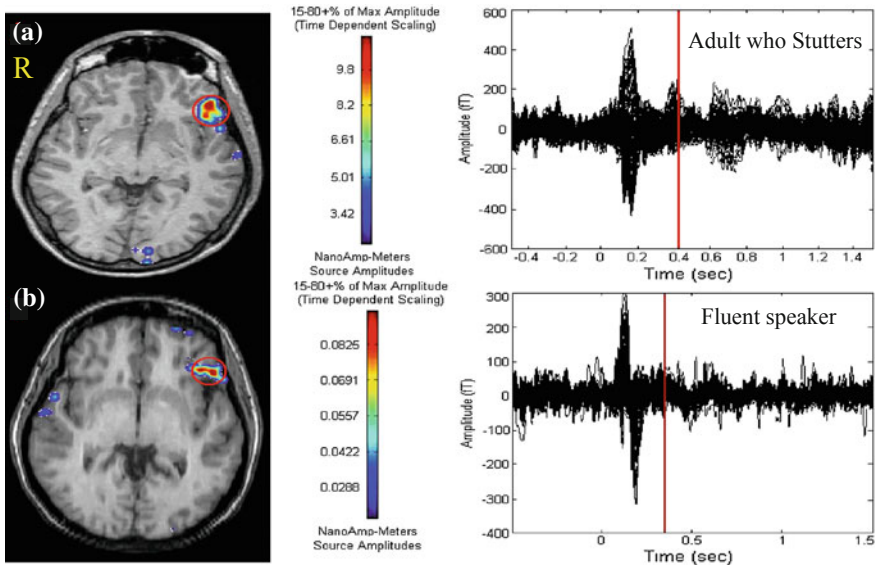 (a)
R
15-80+% of Max Amplitude
(Time Dependent Scaling)
9.8
8.2
6.61
5.01
3.42
NanoAmp-Meters
Source Amplitudes
600
400
200
0
200
400
600
Amplitude (fT)
Adult who Stutters
-0.4
-0.2
0
0.2
0.4
0.6
0.8
1
1.2
1.4
Time (sec)
(b)
15-80+% of Max Amplitude
(Time Dependent Scaling)
0.0825
0.0691
0.0557
0.0422
0.0288
NanoAmp-Meters
Source Amplitudes
300
200
100
0
-100
-200
-300
400
Amplitude (fT)
Fluent speaker
0
0.5
1
1.5
Time (sec)